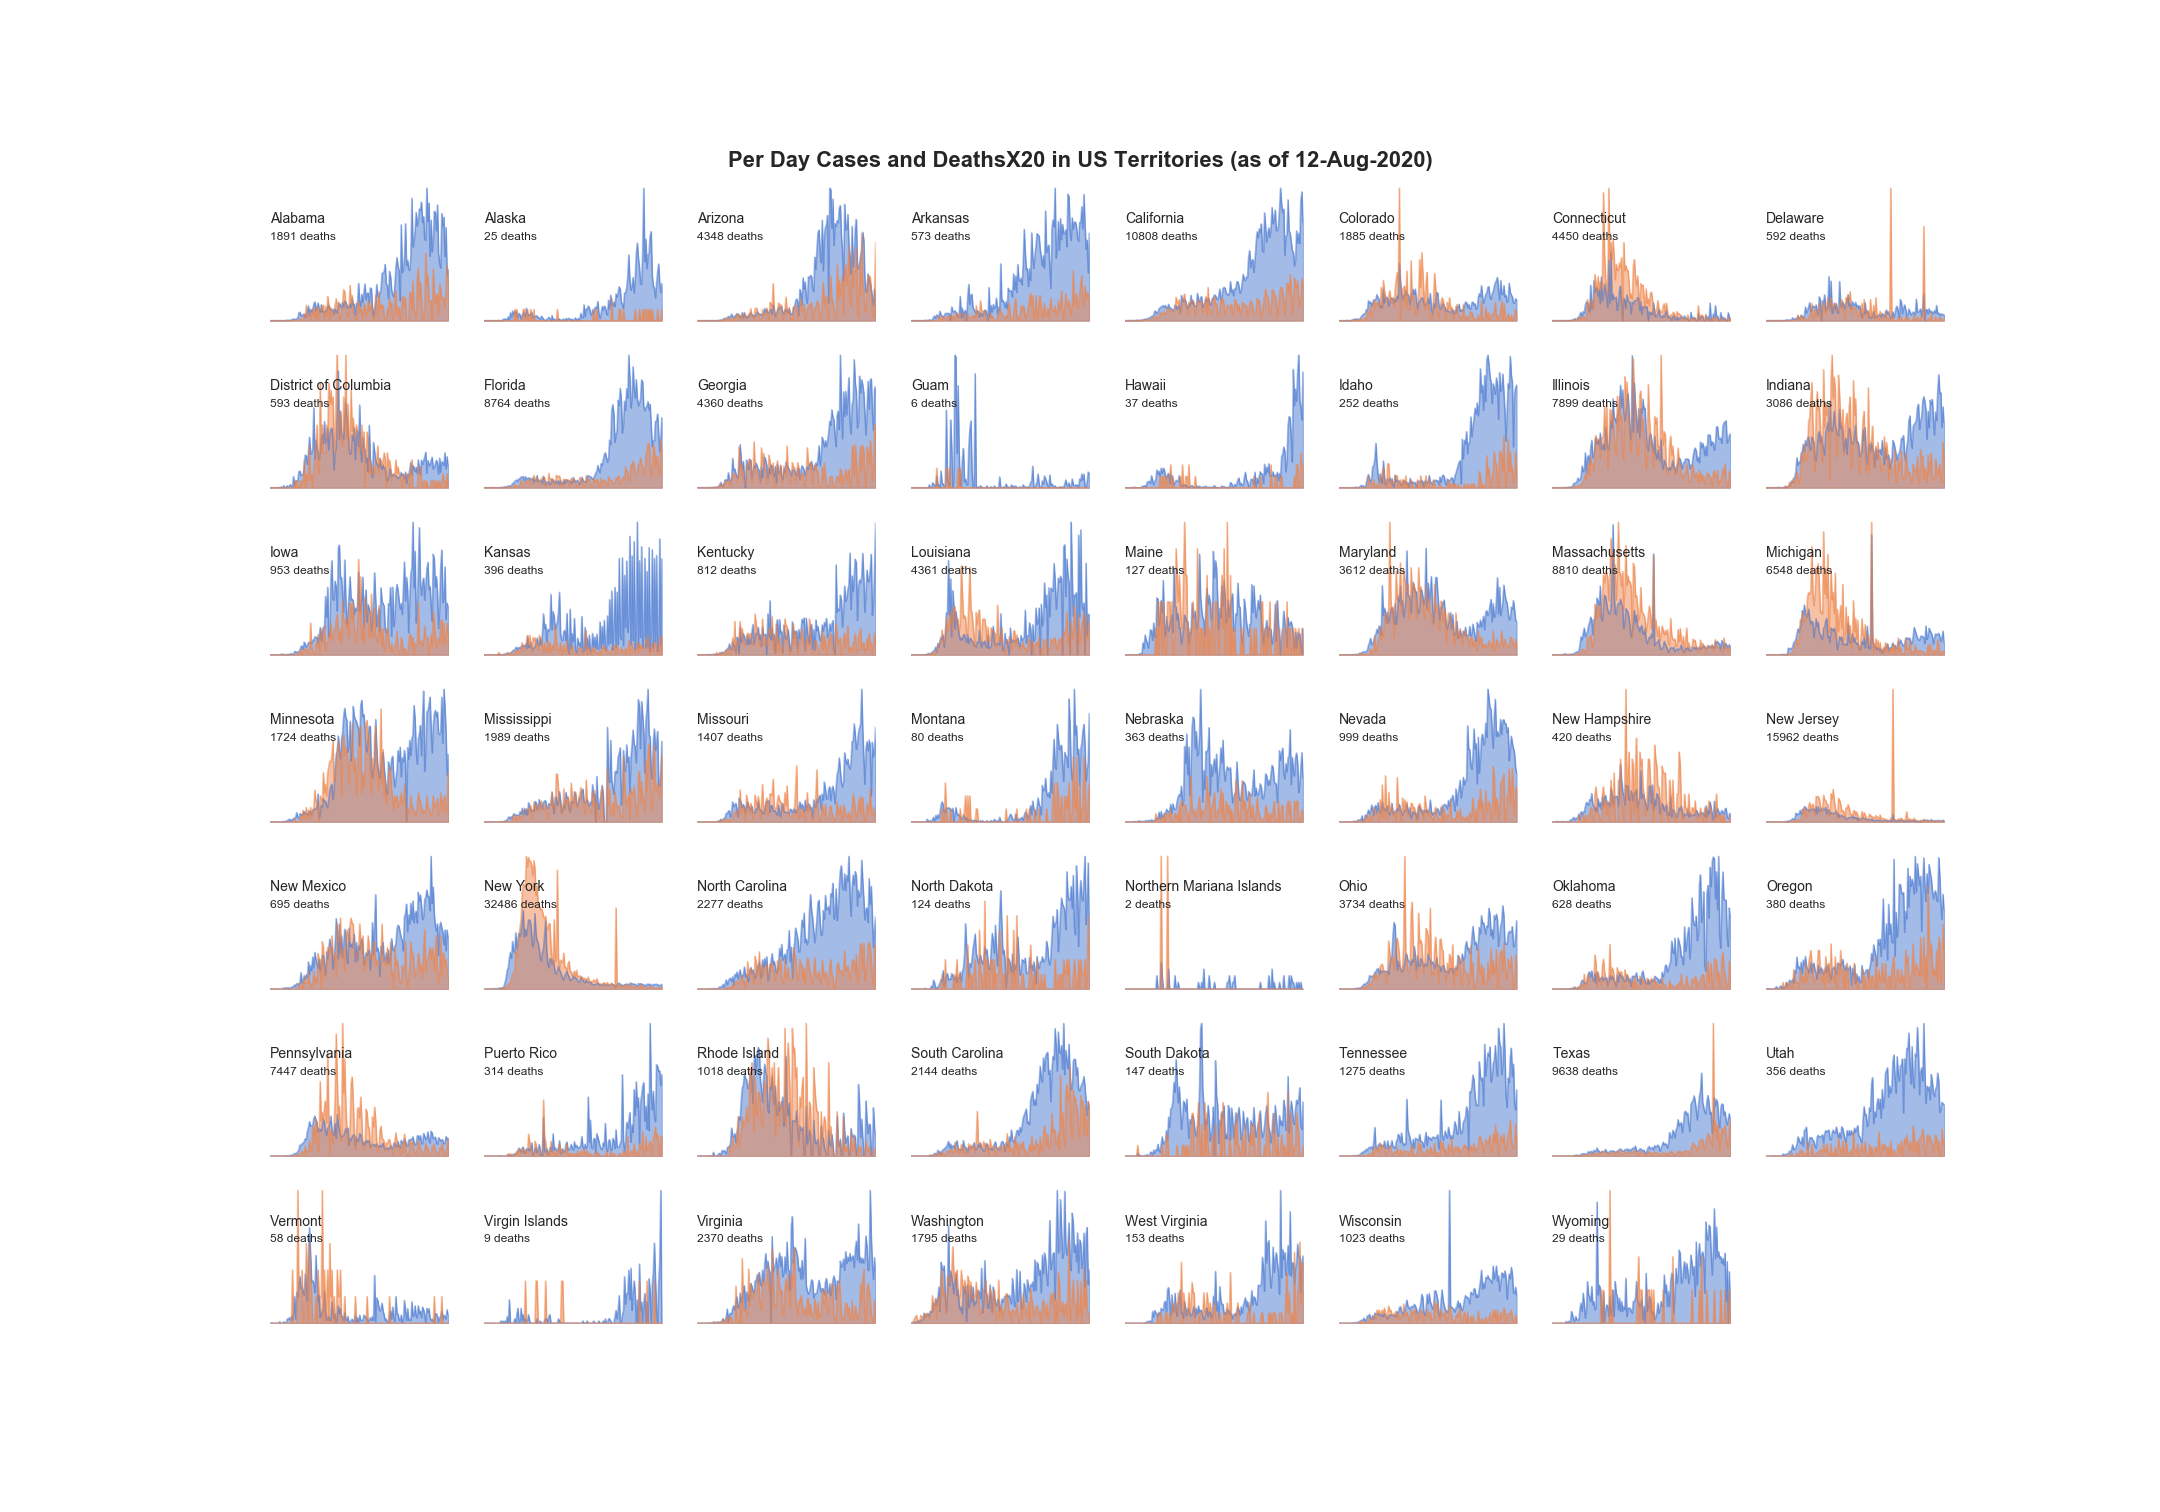 Per Day Cases and DeathsX20 in US Territories (as of 12-Aug-2020)
Alabama
1891 deaths
Alaska
25 deaths
Arizona
4348 deaths
Arkansas
573 deaths
California
10808 deaths
Colorado
1885 deaths
Connecticut
4450 deaths
Delaware
592 deaths
District of Columbia
593 deaths
Florida
8764 deaths
Georgia
4360 deaths
Guam
6 deaths
Hawaii
37 deaths
Idaho
252 deaths
Illinois
7899 deaths
Indiana
3086 deaths
Iowa
953 deaths
Kansas
396 deaths
Kentucky
812 deaths
Louisiana
4361 deaths
Maine
127 deaths
Maryland
3612 deaths
Massachusetts
8810 deaths
Michigan
6548 deaths
Minnesota
1724 deaths
Mississippi
1989 deaths
Missouri
1407 deaths
Montana
80 deaths
Nebraska
363 deaths
Nevada
999 deaths
New Hampshire
420 deaths
New Jersey
15962 deaths
New Mexico
695 deaths
New York
32486 deaths
North Carolina
2277 deaths
North Dakota
124 deaths
Northern Mariana Islands
2 deaths
Ohio
3734 deaths
Oklahoma
628 deaths
Oregon
380 deaths
Pennsylvania
7447 deaths
Puerto Rico
314 deaths
Rhode Island
1018 deaths
South Carolina
2144 deaths
South Dakota
147 deaths
Tennessee
1275 deaths
Texas
9638 deaths
Utah
356 deaths
Vermont
58 deaths
Virgin Islands
9 deaths
Virginia
2370 deaths
Washington
1795 deaths
West Virginia
153 deaths
Wisconsin
1023 deaths
Wyoming
29 deaths